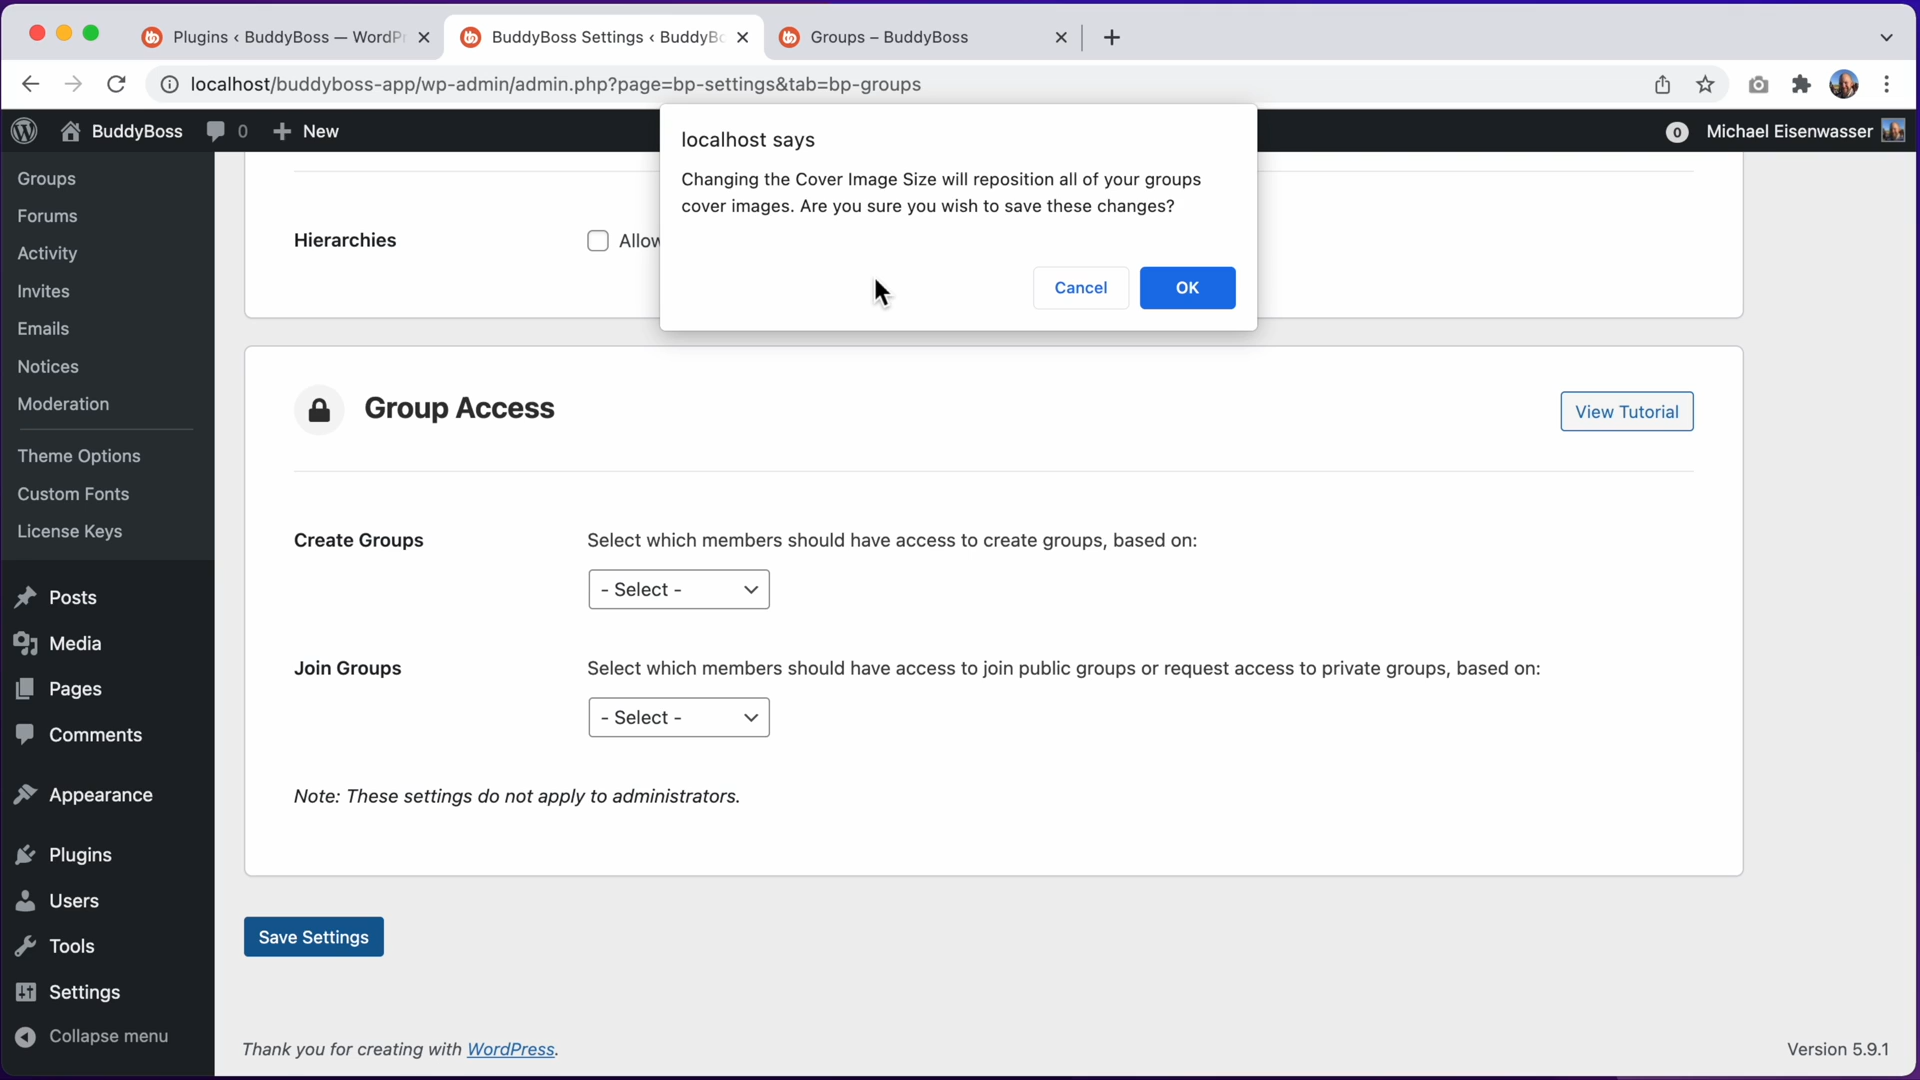 Plugins ‹ BuddyBoss — WordPr
BuddyBoss Settings ‹ BuddyBo
Groups – BuddyBoss
localhost/buddyboss-app/wp-admin/admin.php?page=bp-settings&tab=bp-groups
BuddyBoss
0
New
0
Michael Eisenwasser
localhost says
Changing the Cover Image Size will reposition all of your groups
cover images. Are you sure you wish to save these changes?
Cancel
OK
Groups
Forums
Activity
Invites
Emails
Notices
Moderation
Theme Options
Custom Fonts
License Keys
Posts
Media
Pages
Comments
Appearance
Plugins
Users
Tools
Settings
Collapse menu
Hierarchies
Allow
Group Access
View Tutorial
Create Groups
Select which members should have access to create groups, based on:
- Select -
Join Groups
Select which members should have access to join public groups or request access to private groups, based on:
- Select -
Note: These settings do not apply to administrators.
Save Settings
Thank you for creating with WordPress.
Version 5.9.1